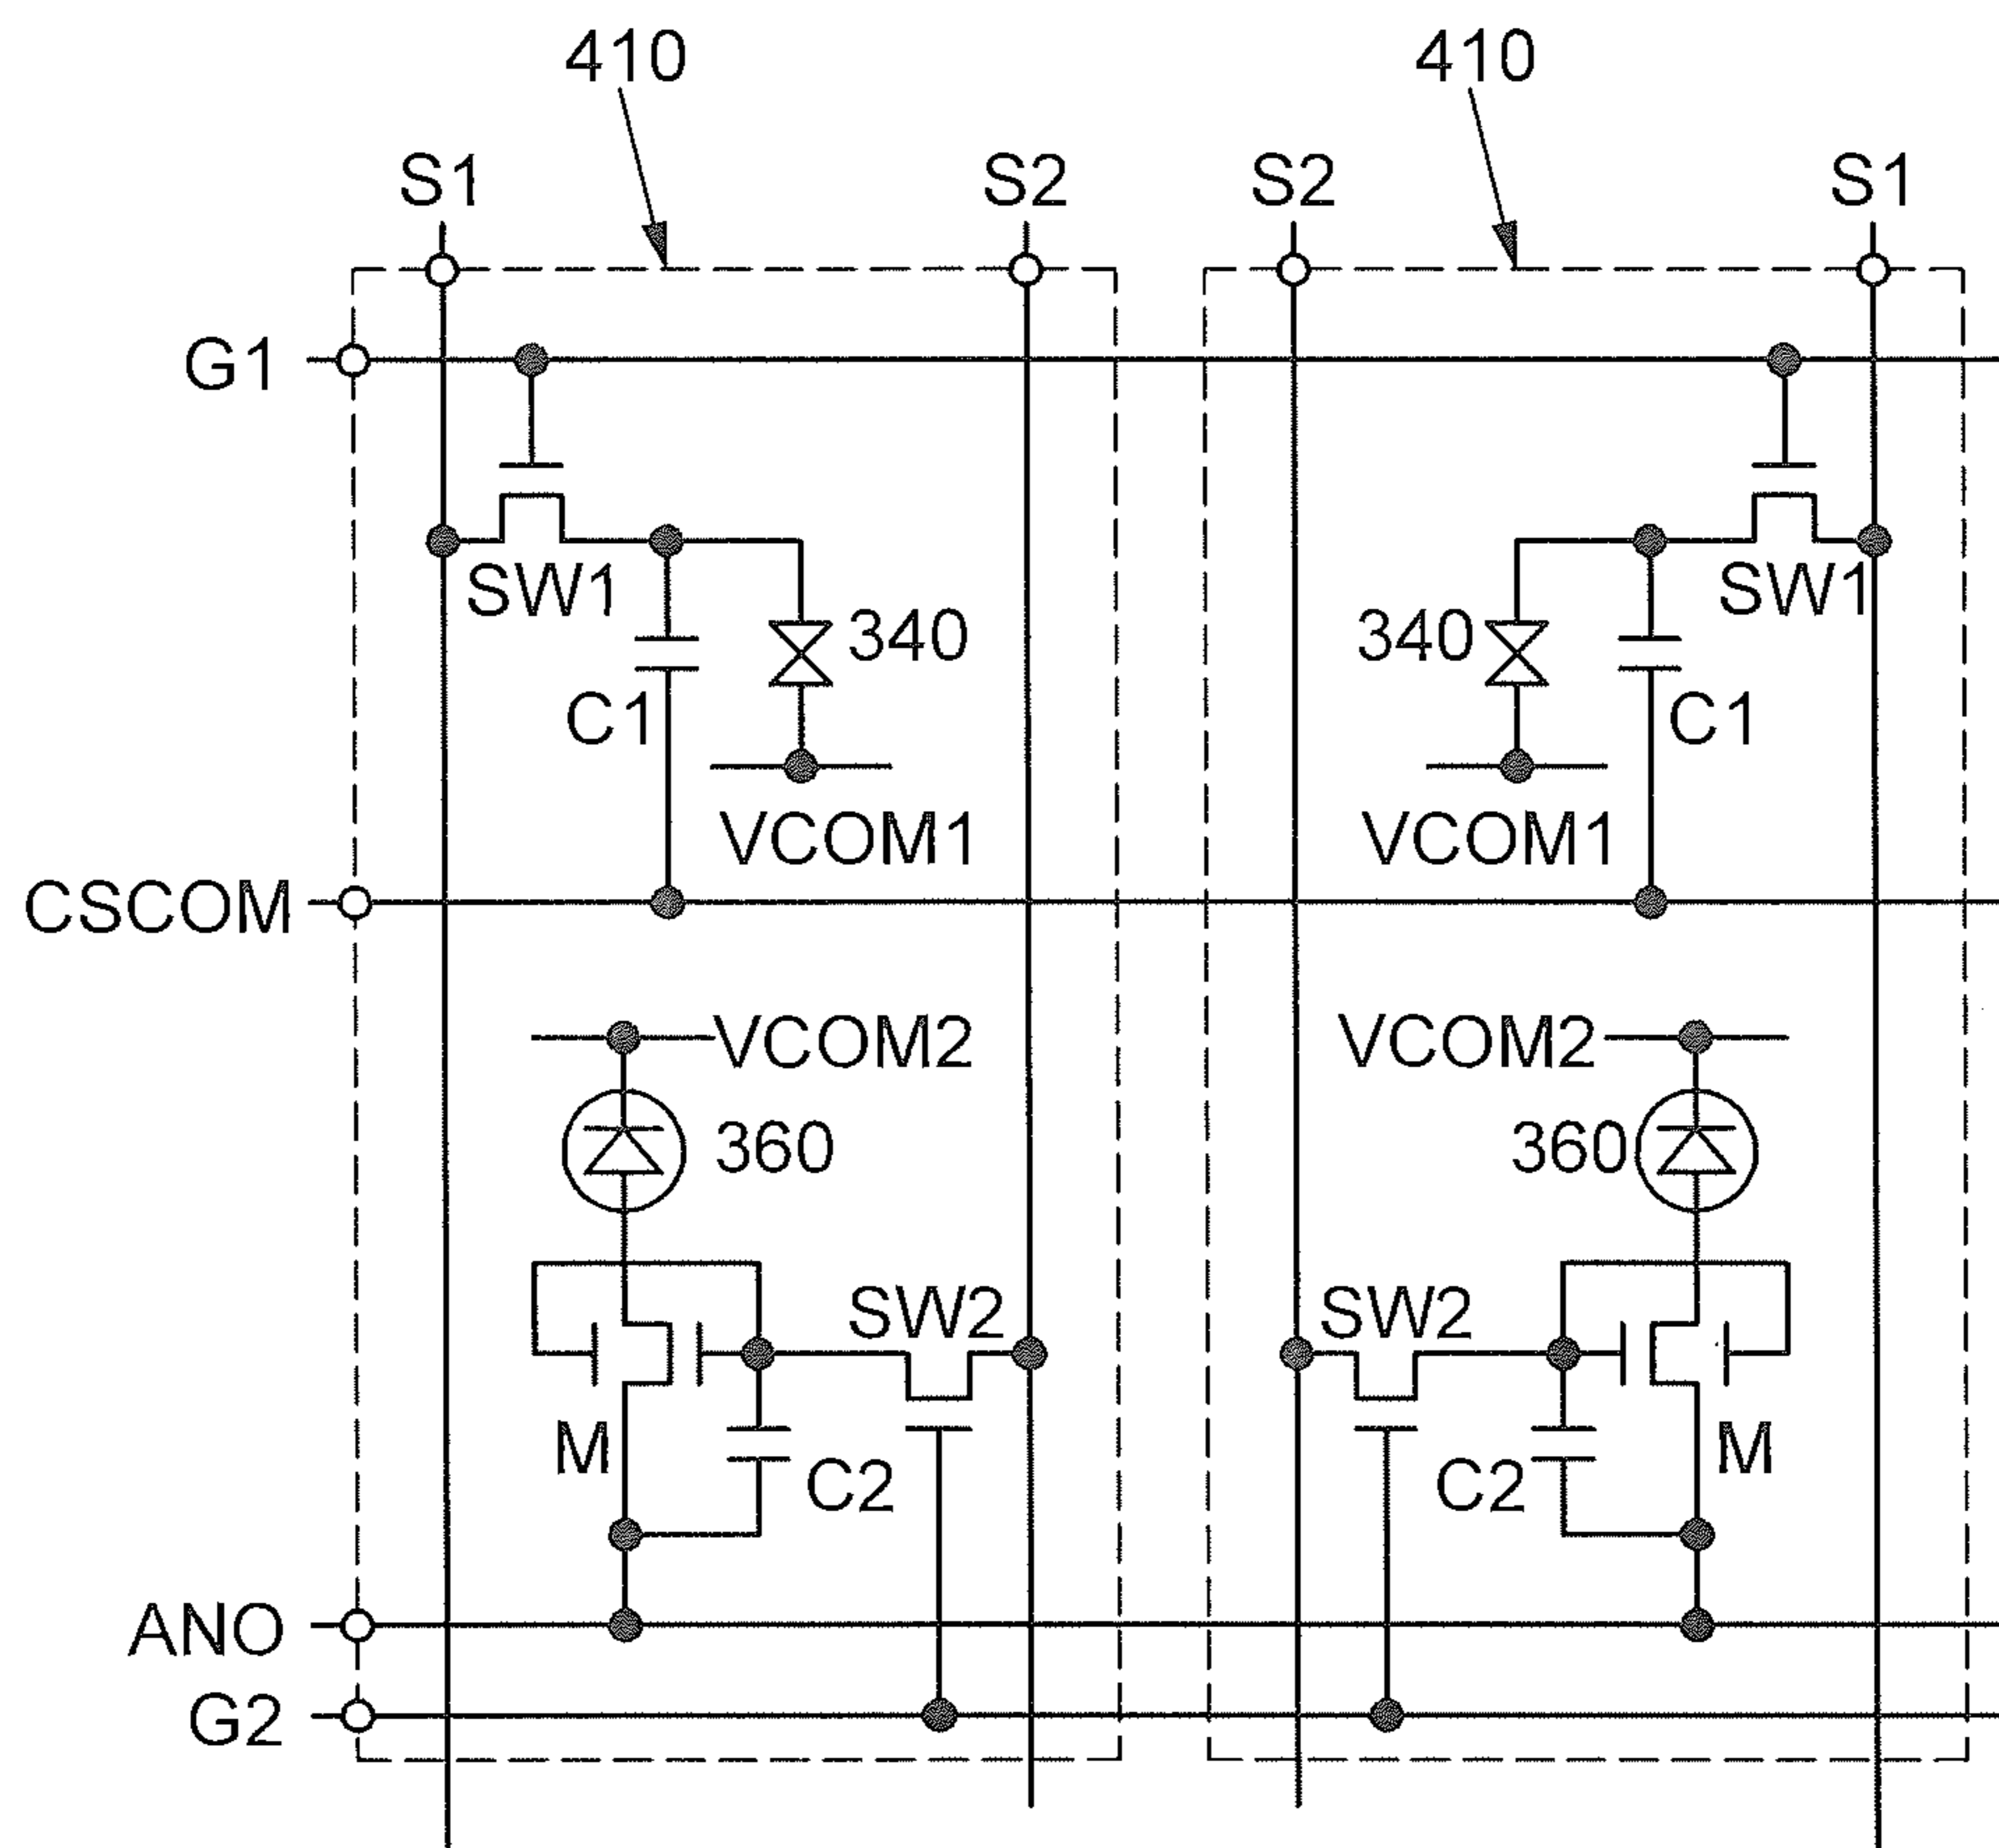 410 410
S1 S2 S2 S1
G1
SW1 SW1
340 340
C1 C1
VCOM1 VCOM1
CSCOM
VCOM2 VCOM2
360 360
SW2 SW2
M C2 C2 M
ANO
G2